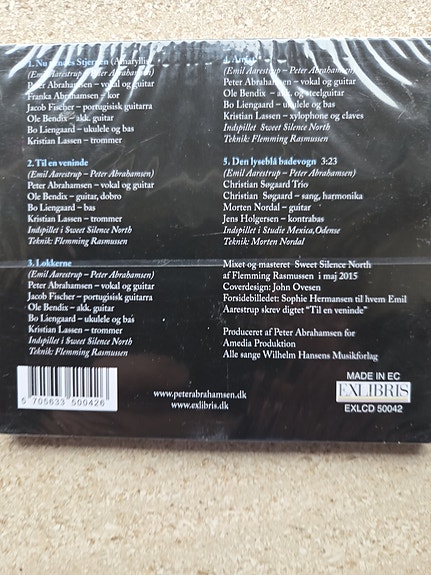 1. Nu tændes Stjernen (Amaryllis)
(Emil Aarestrup – Peter Abrahamsen)
Peter Abrahamsen – vokal og guitar
Franka Abrahamsen – kor
Jacob Fischer – portugisisk guitarra
Ole Bendix – akk. guitar
Bo Liengaard – ukulele og bas
Kristian Lassen – trommer
2. Til en veninde
(Emil Aarestrup – Peter Abrahamsen)
Peter Abrahamsen – vokal og guitar
Ole Bendix – guitar, dobro
Bo Liengaard – bas
Kristian Lassen – trommer
Indspillet i Sweet Silence North
Teknik: Flemming Rasmussen
3. Lokkerne
(Emil Aarestrup – Peter Abrahamsen)
Peter Abrahamsen – vokal og guitar
Jacob Fischer – portugisisk guitarra
Ole Bendix – akk. guitar
Bo Liengaard – ukulele og bas
Kristian Lassen – trommer
Indspillet i Sweet Silence North
Teknik: Flemming Rasmussen
4.
(Emil Aarestrup – Peter Abrahamsen)
Peter Abrahamsen – vokal og guitar
Ole Bendix – akk. og steelguitar
Bo Liengaard – ukulele og bas
Kristian Lassen – xylophone og claves
Indspillet Sweet Silence North
Teknik: Flemming Rasmussen
5. Den lyseblå badevogn 3:23
(Emil Aarestrup – Peter Abrahamsen)
Christian Søgaard Trio
Christian Søgaard – sang, harmonika
Morten Nordal – guitar
Jens Holgersen – kontrabas
Indspillet i Studie Mexica, Odense
Teknik: Morten Nordal
Mixet og masteret Sweet Silence North
af Flemming Rasmussen i maj 2015
Coverdesign: John Ovesen
Forsidebilledet: Sophie Hermansen til hvem Emil
Aarestrup skrev digtet "Til en veninde"
Produceret af Peter Abrahamsen for
Amedia Produktion
Alle sange Wilhelm Hansens Musikforlag
5 705633 500426
www.peterabrahamsen.dk
www.exlibris.dk
MADE IN EC
EXLIBRIS
EXLCD 50042